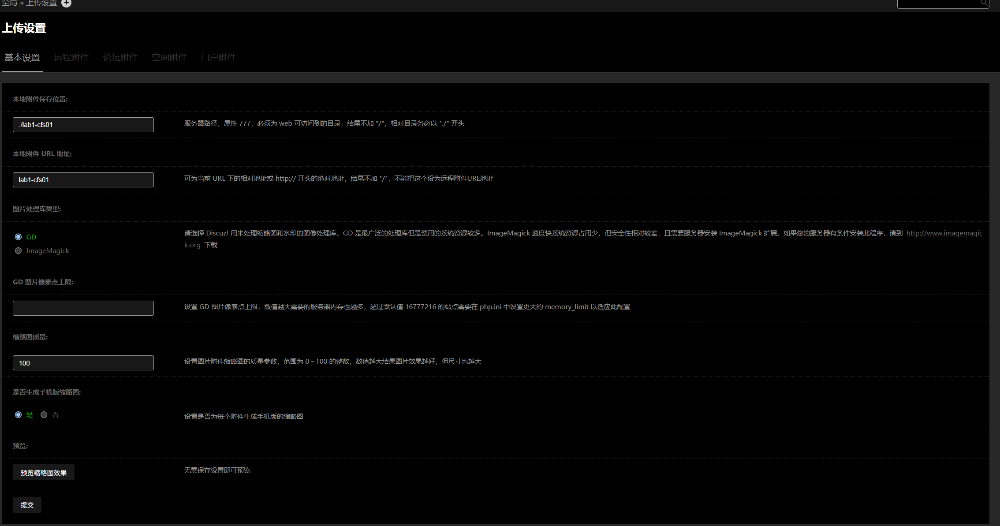 全局 » 上传设置
上传设置
基本设置 远程附件 论坛附件 空间附件 门户附件
本地附件保存位置:
./lab1-cfs01 服务器路径，属性 777，必须为 web 可访问到的目录，结尾不加 "/"，相对目录务必以 "./" 开头
本地附件 URL 地址:
lab1-cfs01 可为当前 URL 下的相对地址或 http:// 开头的绝对地址，结尾不加 "/"，不能把这个设为远程附件URL地址
图片处理库类型:
GD 请选择 Discuz! 用来处理缩略图和水印的图像处理库。GD 是最广泛的处理库但是使用的系统资源较多。ImageMagick 速度快系统资源占用少，但安全性相对较差，且需要服务器安装 ImageMagick 扩展。如果您的服务器有条件安装此程序，请到 http://www.imagemagic
k.org 下载
ImageMagick
GD 图片像素点上限:
设置 GD 图片像素点上限，数值越大需要的服务器内存也越多，超过默认值 16777216 的站点需要在 php.ini 中设置更大的 memory_limit 以适应此配置
缩略图质量:
100 设置图片附件缩略图的质量参数，范围为 0～100 的整数，数值越大结果图片效果越好，但尺寸也越大
是否生成手机版缩略图:
是 否 设置是否为每个附件生成手机版的缩略图
预览:
预览缩略图效果 无需保存设置即可预览
提交